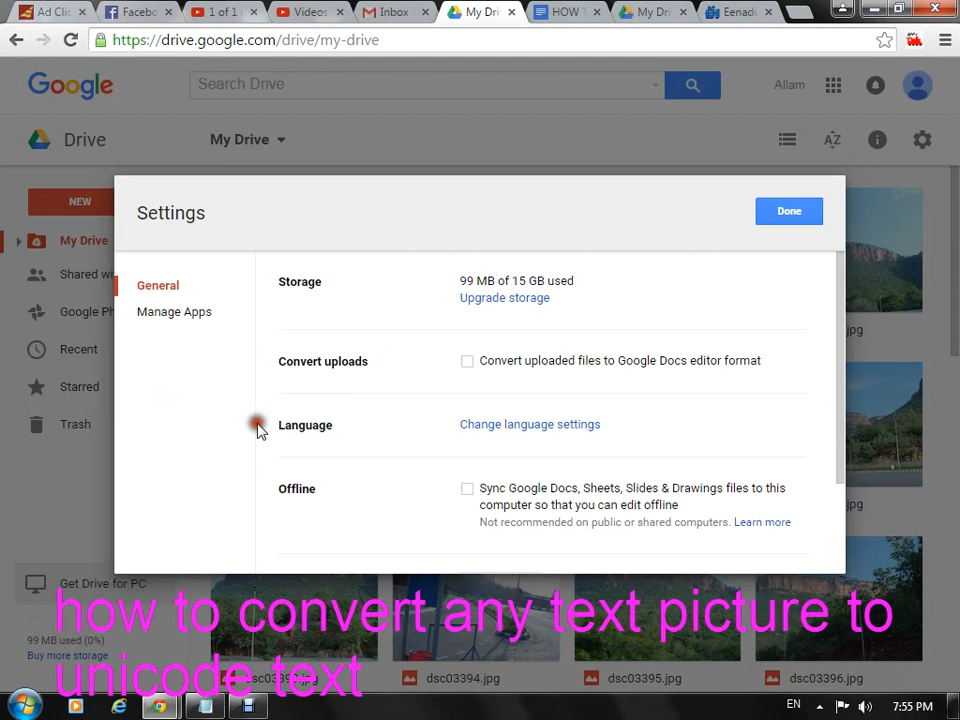 Ad Clic
Facebo
1 of 1
Videos
Inbox
My Dri
HOW T
My Dri
Eenadu
https://drive.google.com/drive/my-drive
Google
Search Drive
Allam
Drive
My Drive
AZ
Settings
Done
NEW
My Drive
Shared wi
Google Ph
Recent
Starred
Trash
General
Manage Apps
Storage
99 MB of 15 GB used
Upgrade storage
Convert uploads
Convert uploaded files to Google Docs editor format
Language
Change language settings
Offline
Sync Google Docs, Sheets, Slides & Drawings files to this
computer so that you can edit offline
Not recommended on public or shared computers. Learn more
.jpg
.jpg
Get Drive for PC
99 MB used (0%)
Buy more storage
how to convert any text picture to
unicode text
dsc03394.jpg
dsc03395.jpg
dsc03396.jpg
EN
7:55 PM